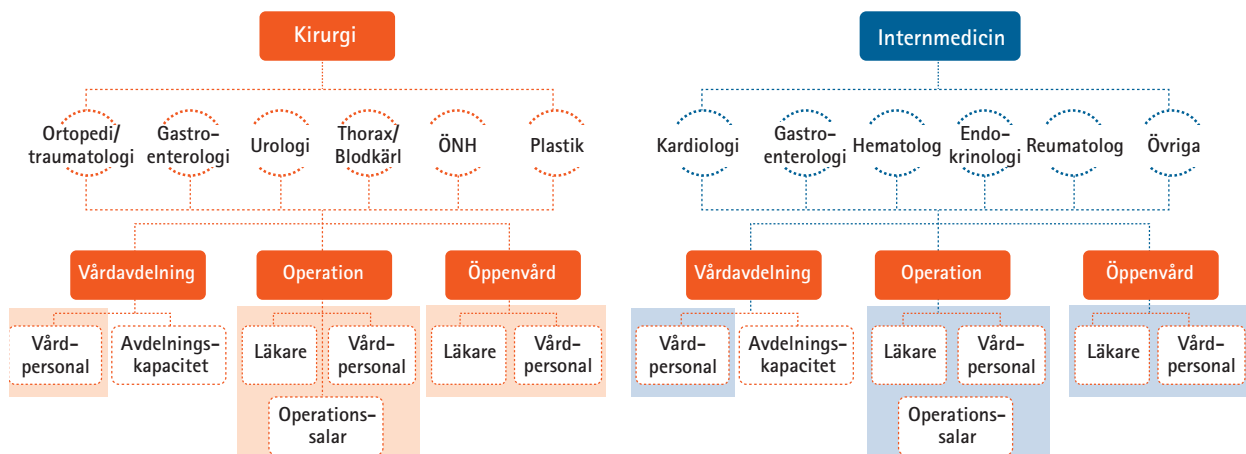 Kirurgi
Ortopedi/
traumatologi
Gastro-
enterologi
Urologi
Thorax/
Blodkärl
ÖNH
Plastik
Vårdavdelning
Operation
Öppenvård
Vård-
personal
Avdelnings-
kapacitet
Läkare
Vård-
personal
Operations-
salar
Läkare
Vård-
personal
Internmedicin
Kardiologi
Gastro-
enterologi
Hematolog
Endo-
krinologi
Reumatolog
Övriga
Vårdavdelning
Operation
Öppenvård
Vård-
personal
Avdelnings-
kapacitet
Läkare
Vård-
personal
Operations-
salar
Läkare
Vård-
personal